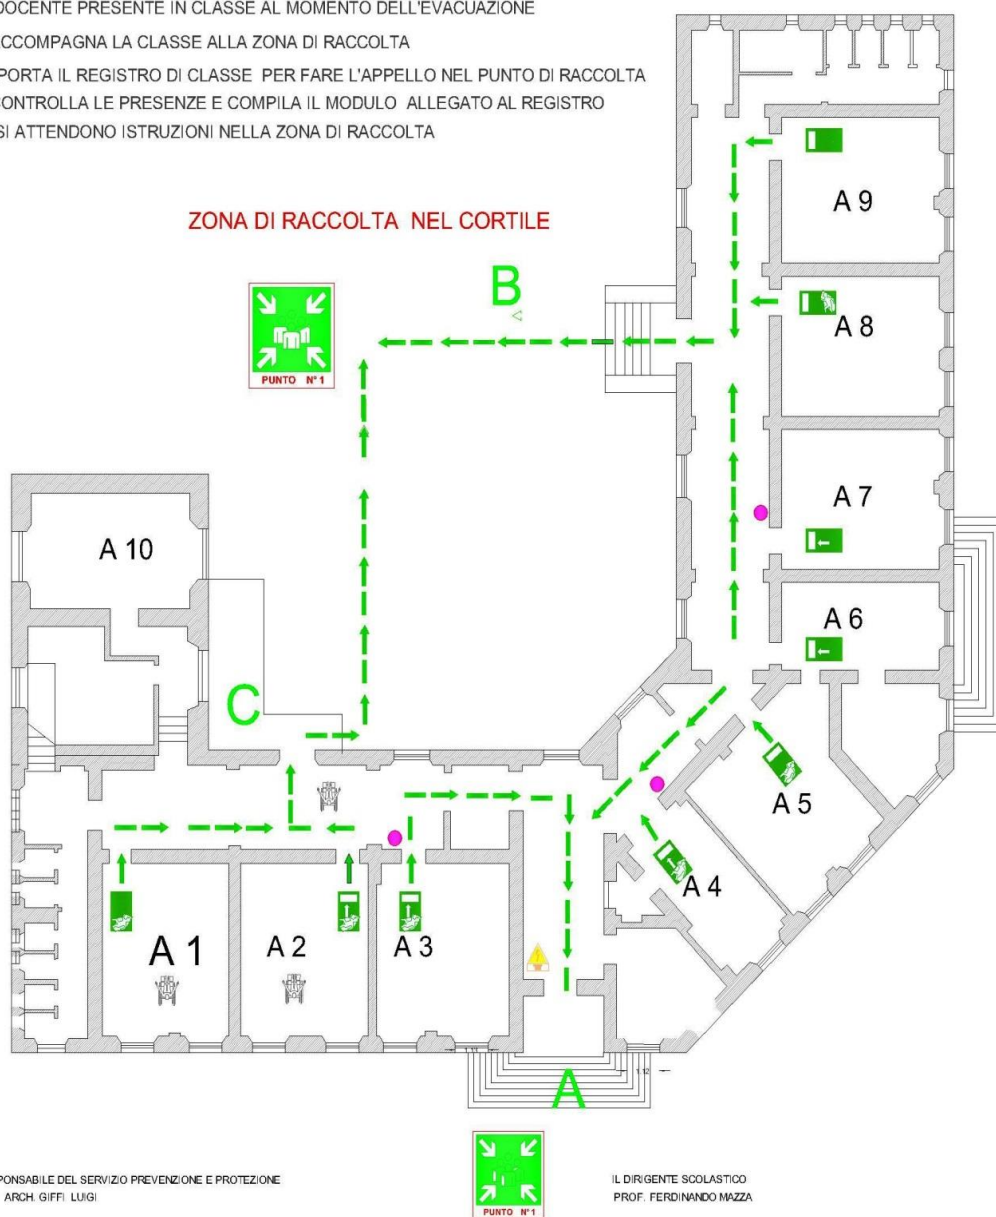 DOCENTE PRESENTE IN CLASSE AL MOMENTO DELL'EVACUAZIONE
ACCOMPAGNA LA CLASSE ALLA ZONA DI RACCOLTA
PORTA IL REGISTRO DI CLASSE PER FARE L'APPELLO NEL PUNTO DI RACCOLTA
CONTROLLA LE PRESENZE E COMPILA IL MODULO ALLEGATO AL REGISTRO
SI ATTENDONO ISTRUZIONI NELLA ZONA DI RACCOLTA
ZONA DI RACCOLTA NEL CORTILE
A 9
B
A 8
PUNTO N° 1
A 7
A 10
A 6
C
A 5
A 4
A 1
A 2
A 3
1.12
A
PUNTO N° 1
PONSABILE DEL SERVIZIO PREVENZIONE E PROTEZIONE
ARCH. GIFFI LUIGI
IL DIRIGENTE SCOLASTICO
PROF. FERDINANDO MAZZA